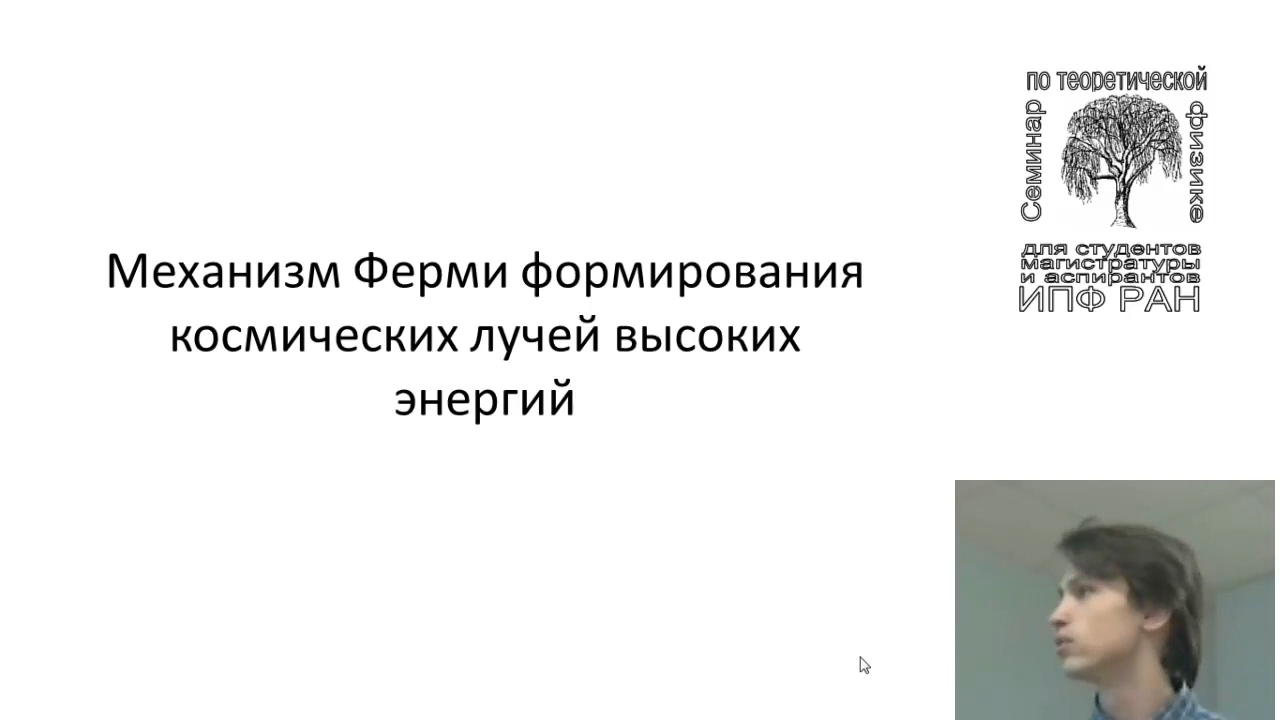 Механизм Ферми формирования
космических лучей высоких
энергий
Семинар
по теоретической
физике
для студентов
магистратуры
и аспирантов
ИПФ РАН